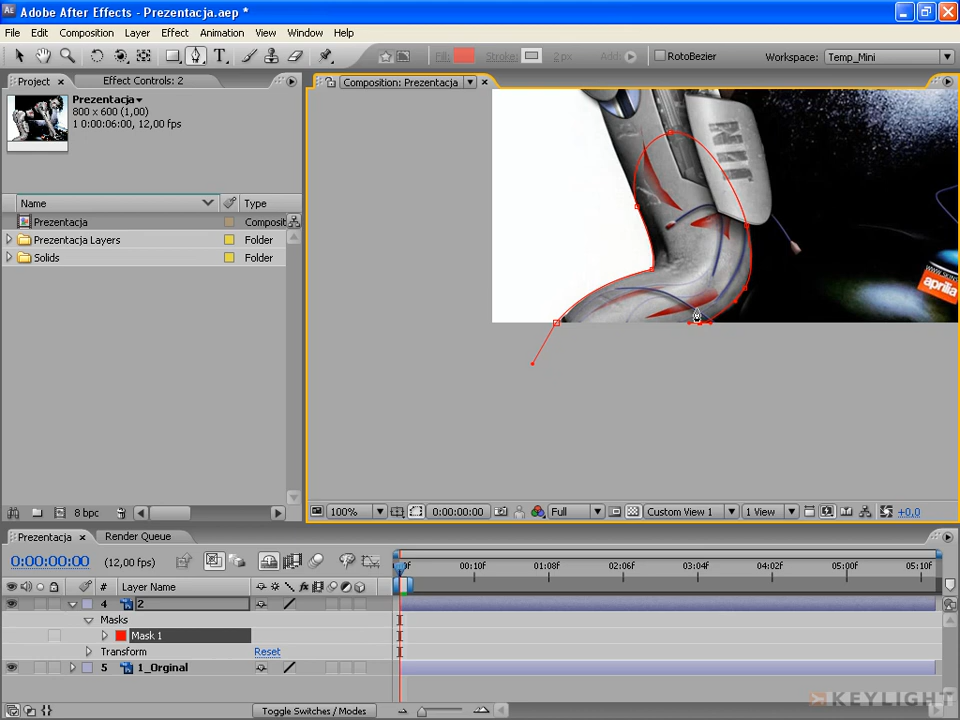 Adobe After Effects - Prezentacja.aep *
File Edit Composition Layer Effect Animation View Window Help
Fill: Stroke: 2 px Add: RotoBezier Workspace: Temp_Mini
Project Effect Controls: 2 Composition: Prezentacja
Prezentacja
800 x 600 (1,00)
1 0:00:06:00, 12,00 fps
Name Type
Prezentacja Composit
Prezentacja Layers Folder
Solids Folder
aprilia
8 bpc 100% 0:00:00:00 Full Custom View 1 1 View +0,0
Prezentacja Render Queue
0:00:00:00 (12,00 fps) 00:10f 01:08f 02:06f 03:04f 04:02f 05:00f 05:10f
# Layer Name
4 2
Masks
Mask 1
Transform Reset
5 1_Orginal
Toggle Switches / Modes
KEYLIGHT